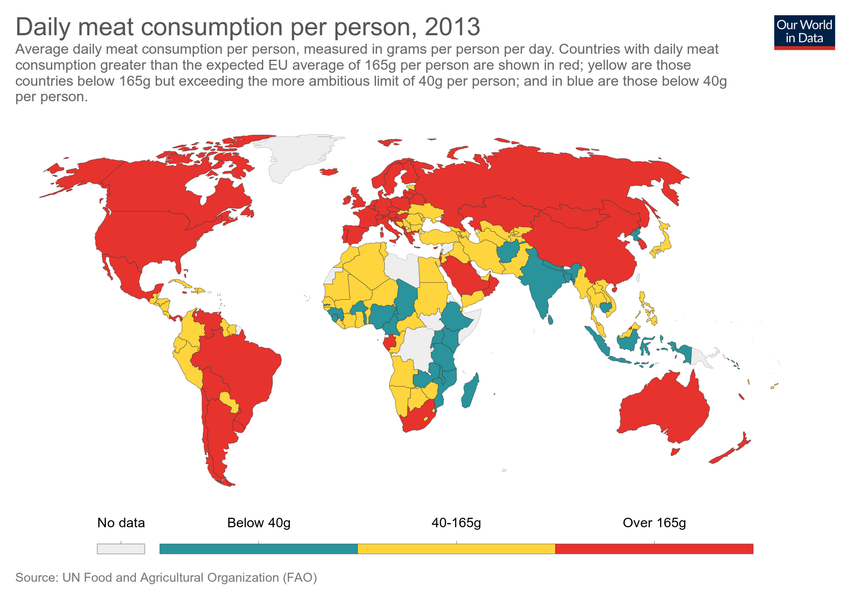 Daily meat consumption per person, 2013
Our World
in Data
Average daily meat consumption per person, measured in grams per person per day. Countries with daily meat
consumption greater than the expected EU average of 165g per person are shown in red; yellow are those
countries below 165g but exceeding the more ambitious limit of 40g per person; and in blue are those below 40g
per person.
No data
Below 40g
40-165g
Over 165g
Source: UN Food and Agricultural Organization (FAO)